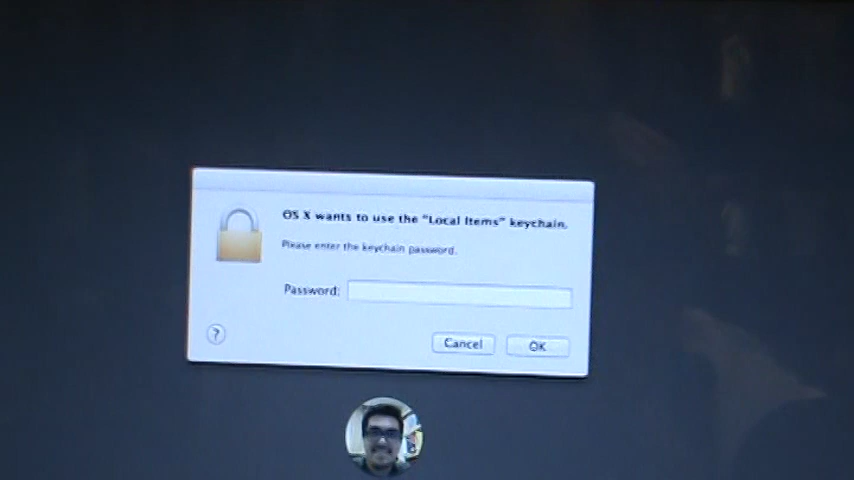 OS X wants to use the "Local Items" keychain.
Please enter the keychain password.
Password:
?
Cancel
OK